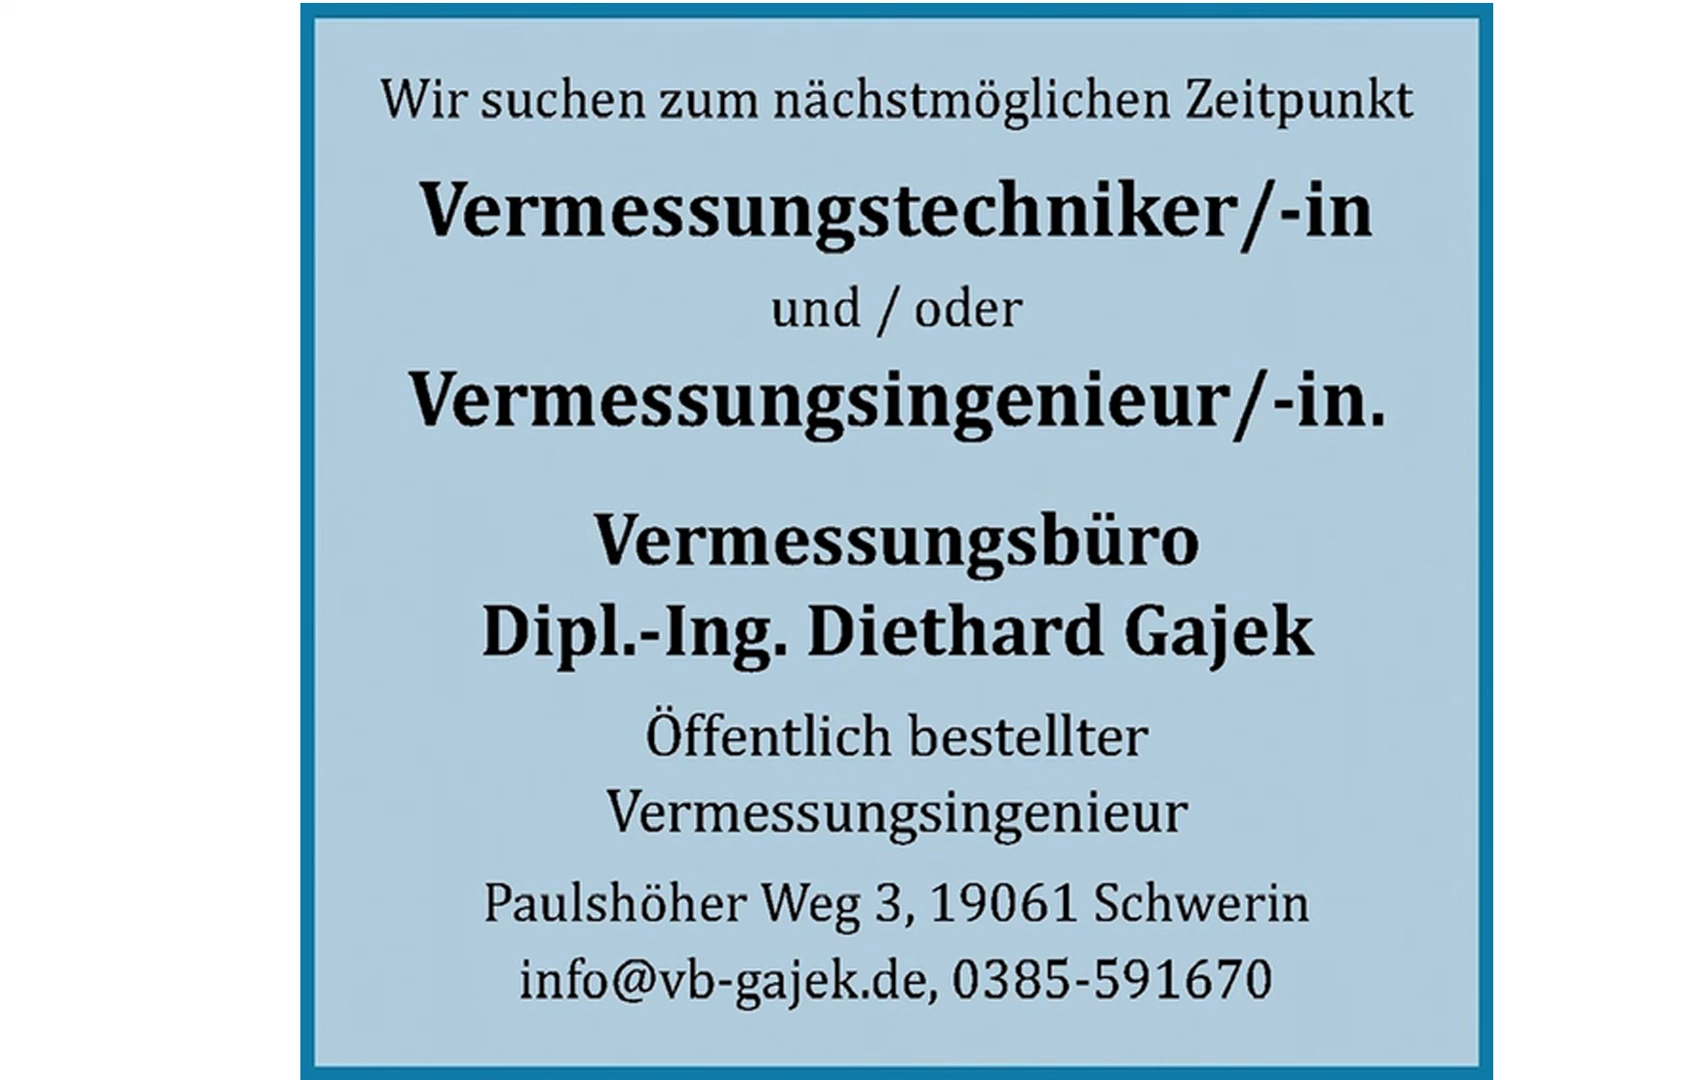 Wir suchen zum nächstmöglichen Zeitpunkt
Vermessungstechniker/-in
und / oder
Vermessungsingenieur/-in.
Vermessungsbüro
Dipl.-Ing. Diethard Gajek
Öffentlich bestellter
Vermessungsingenieur
Paulshöher Weg 3, 19061 Schwerin
info@vb-gajek.de, 0385-591670